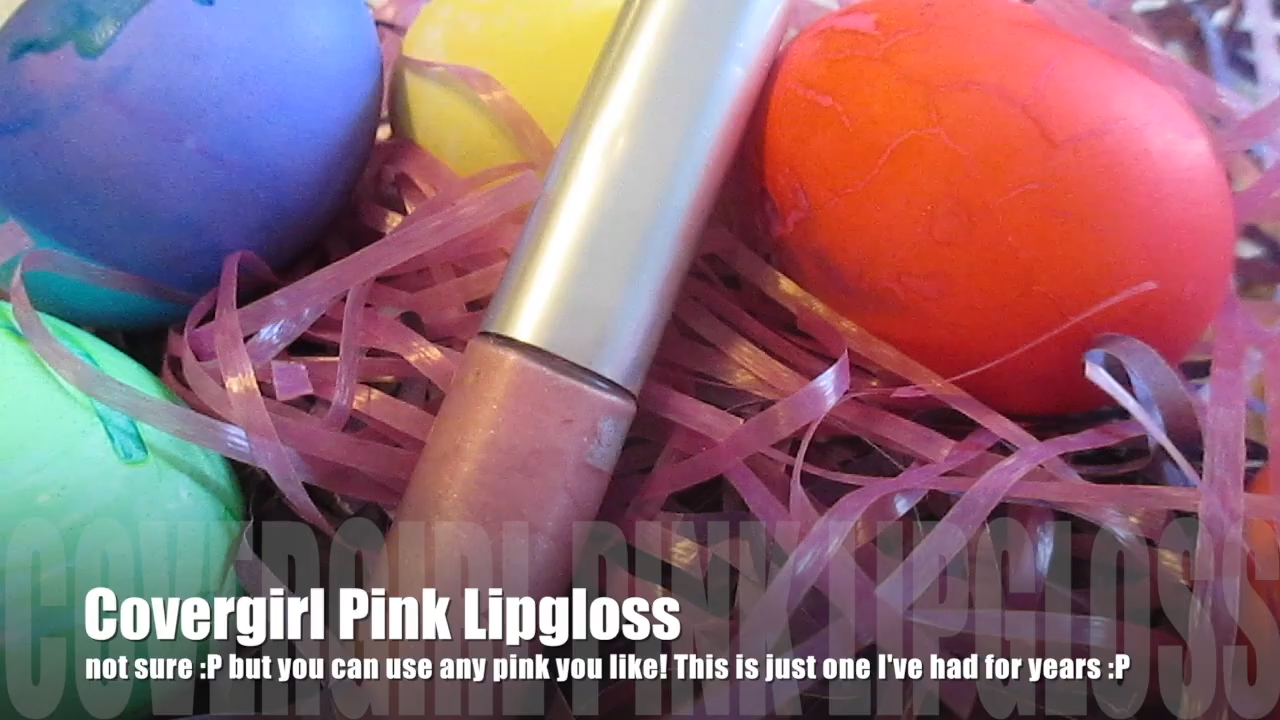 COVERGIRL PINK LIPGLOSS
Covergirl Pink Lipgloss
not sure :P but you can use any pink you like! This is just one I've had for years :P